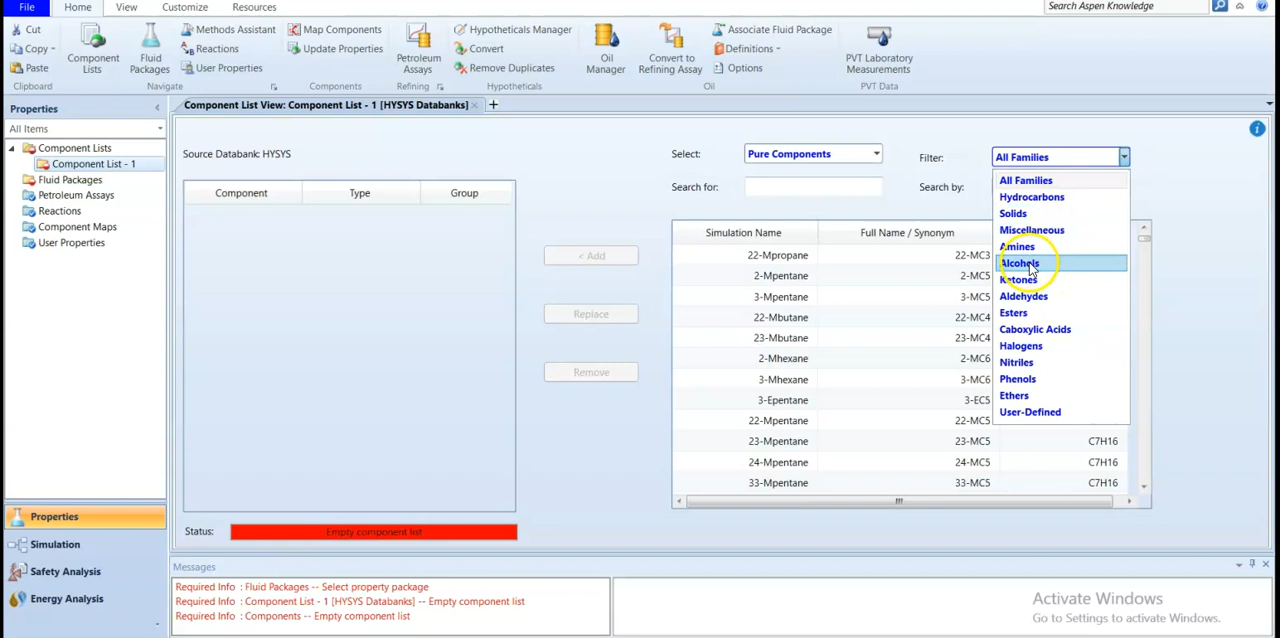 File Home View Customize Resources Search Aspen Knowledge
Cut
Copy
Paste
Clipboard
Component Lists
Fluid Packages
Methods Assistant
Reactions
User Properties
Navigate
Map Components
Update Properties
Components
Petroleum Assays
Refining
Hypotheticals Manager
Convert
Remove Duplicates
Hypotheticals
Oil Manager
Convert to Refining Assay
Associate Fluid Package
Definitions
Options
Oil
PVT Laboratory Measurements
PVT Data
Properties
All Items
Component Lists
Component List - 1
Fluid Packages
Petroleum Assays
Reactions
Component Maps
User Properties
Properties
Simulation
Safety Analysis
Energy Analysis
Component List View: Component List - 1 [HYSYS Databanks]
Source Databank: HYSYS
Component Type Group
Status: Empty component list
< Add
Replace
Remove
Select: Pure Components Filter: All Families
Search for: Search by:
Simulation Name Full Name / Synonym
22-Mpropane 22-MC3
2-Mpentane 2-MC5
3-Mpentane 3-MC5
22-Mbutane 22-MC4
23-Mbutane 23-MC4
2-Mhexane 2-MC6
3-Mhexane 3-MC6
3-Epentane 3-EC5
22-Mpentane 22-MC5
23-Mpentane 23-MC5 C7H16
24-Mpentane 24-MC5 C7H16
33-Mpentane 33-MC5 C7H16
All Families
Hydrocarbons
Solids
Miscellaneous
Amines
Alcohols
Ketones
Aldehydes
Esters
Caboxylic Acids
Halogens
Nitriles
Phenols
Ethers
User-Defined
Messages
Required Info : Fluid Packages -- Select property package
Required Info : Component List - 1 [HYSYS Databanks] -- Empty component list
Required Info : Components -- Empty component list
Activate Windows
Go to Settings to activate Windows.